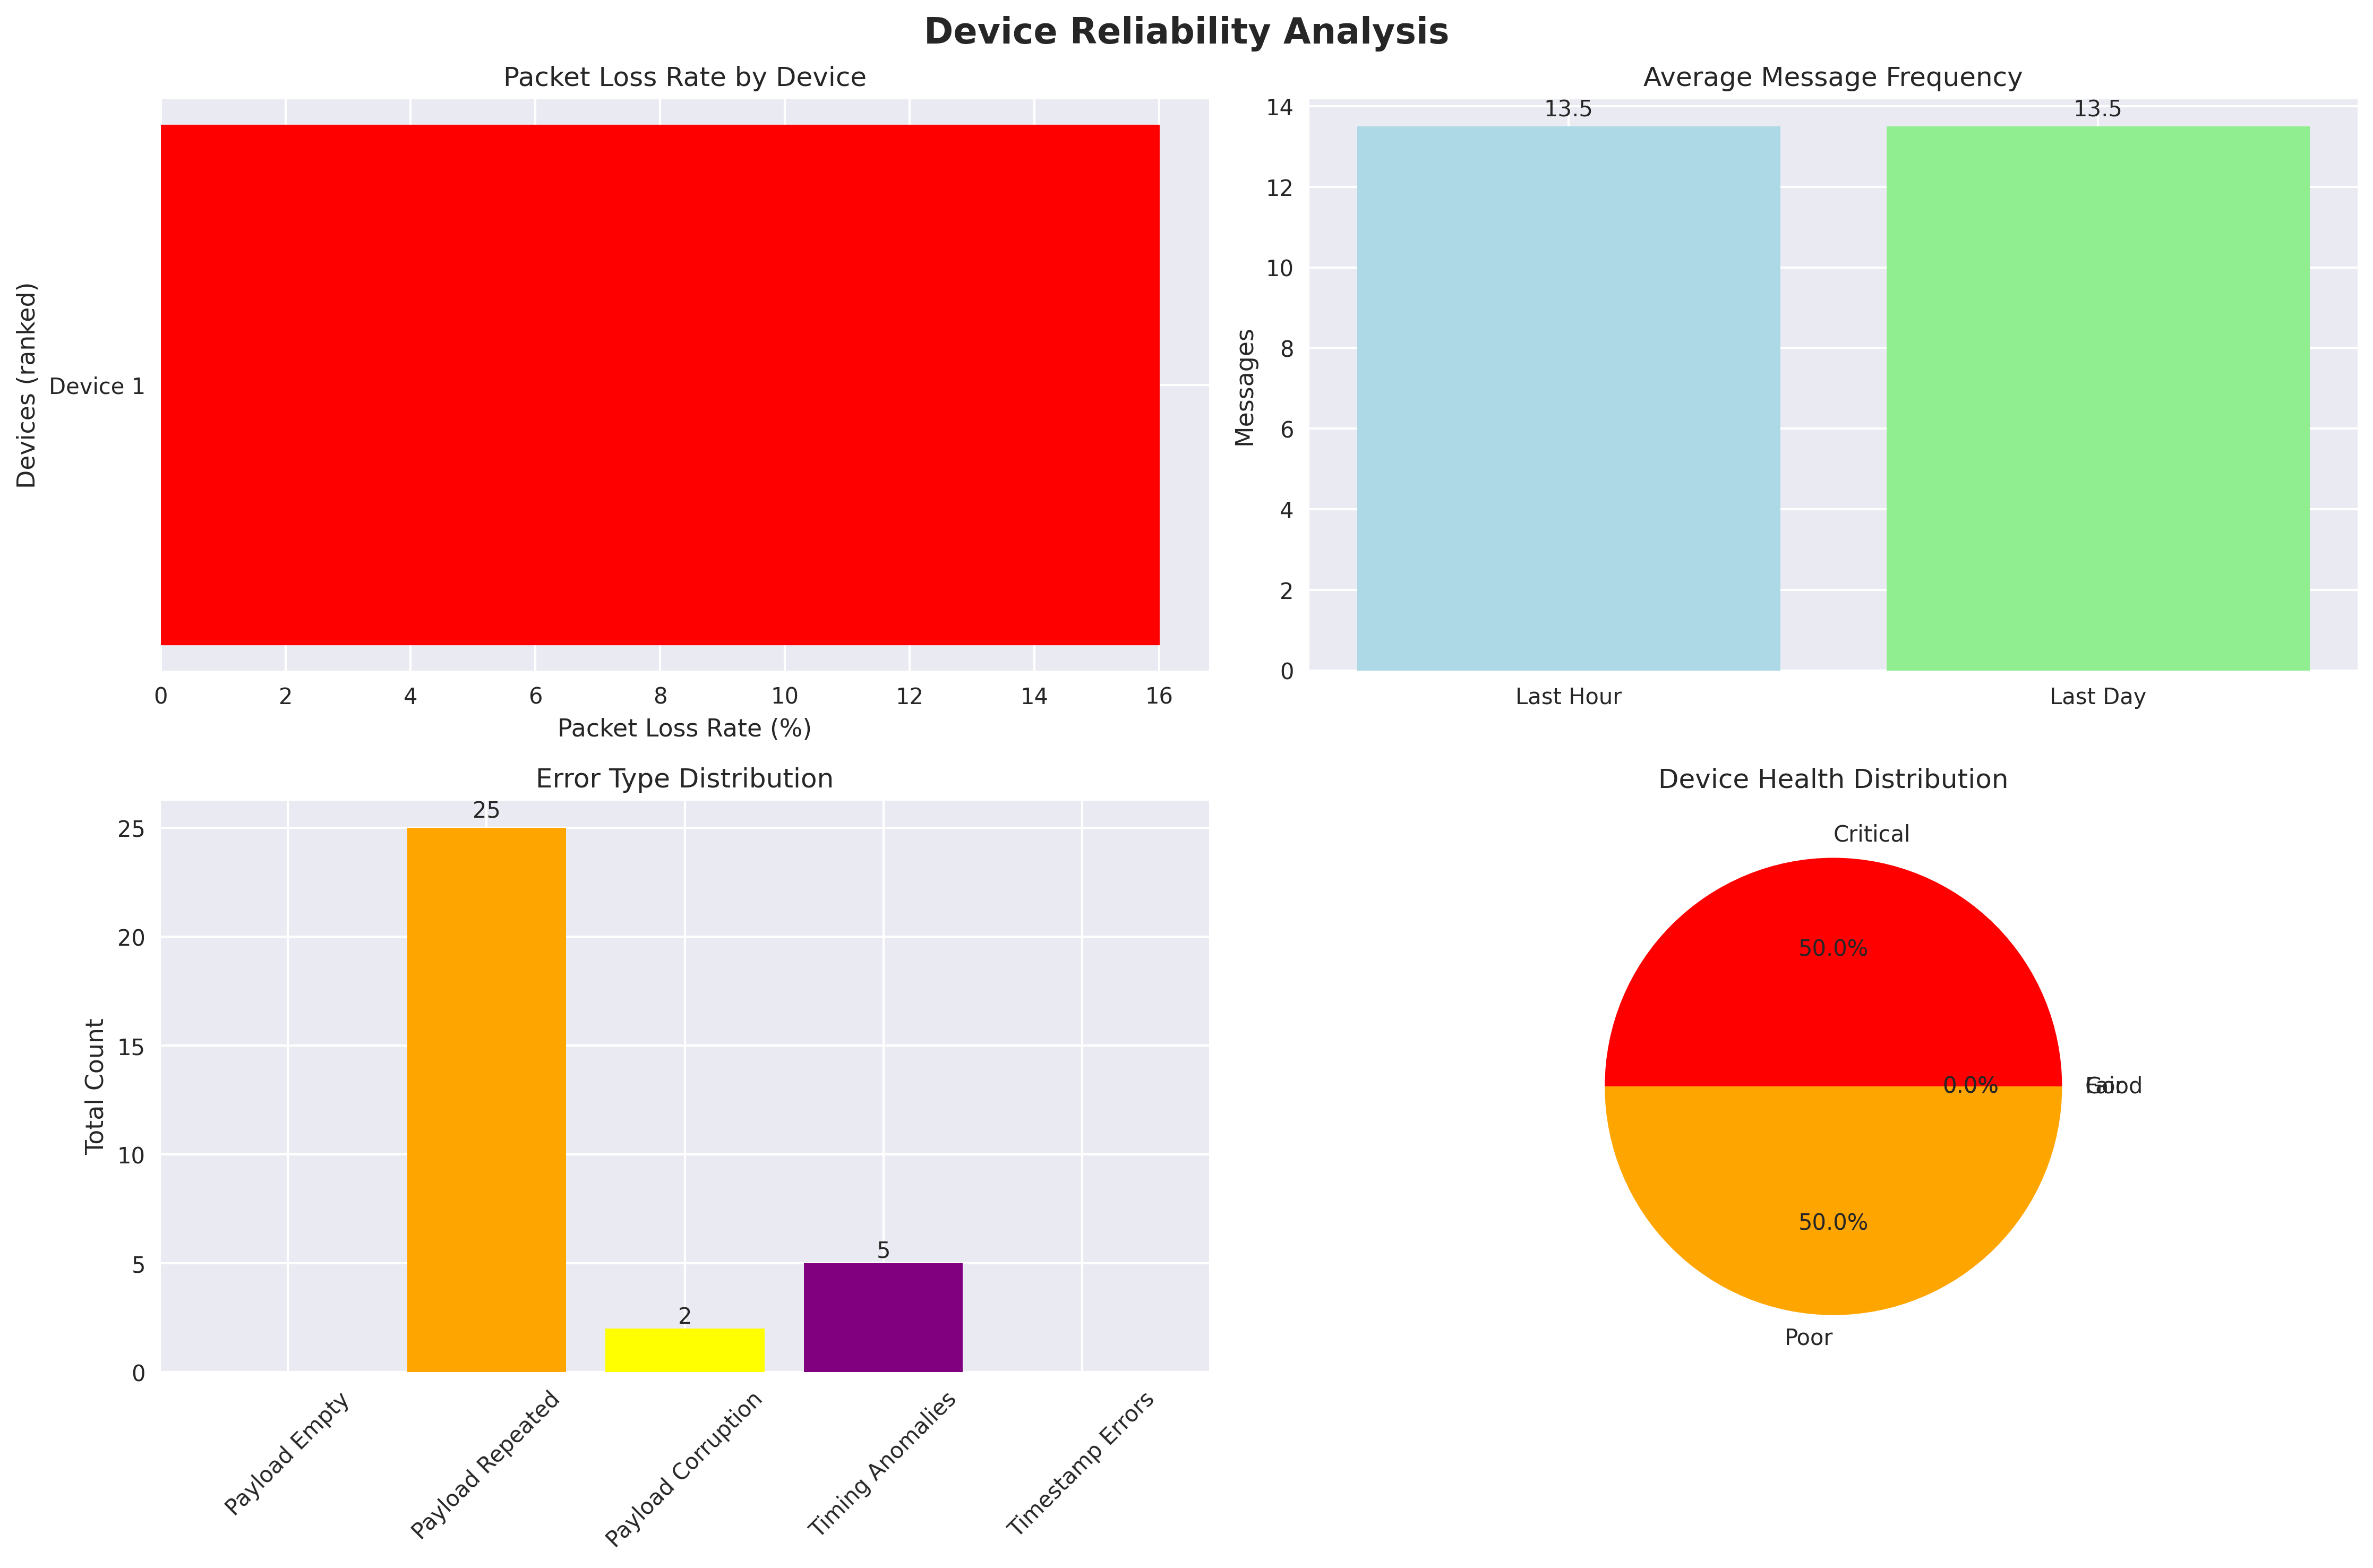 Device Reliability Analysis
Packet Loss Rate by Device
Devices (ranked)
Device 1
0 2 4 6 8 10 12 14 16
Packet Loss Rate (%)
Average Message Frequency
Messages
14
12
10
8
6
4
2
0
13.5 13.5
Last Hour Last Day
Error Type Distribution
Total Count
25
20
15
10
5
0
25
2
5
Payload Empty
Payload Repeated
Payload Corruption
Timing Anomalies
Timestamp Errors
Device Health Distribution
Critical
50.0%
0.0%
Good
Fair
50.0%
Poor